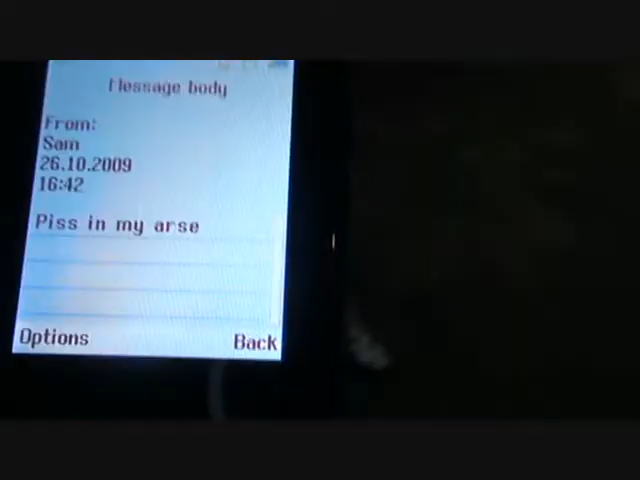 Message body
From:
Sam
26.10.2009
16:42
Piss in my arse
Options
Back